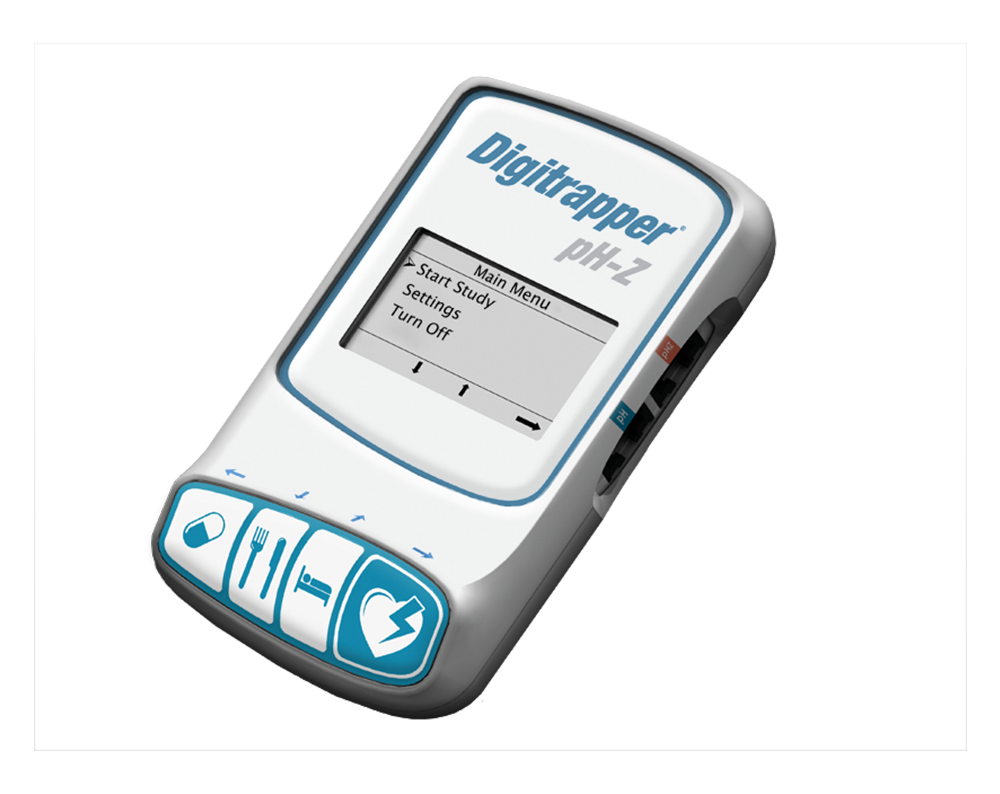 Digitrapper®
pH-Z
Main Menu
Start Study
Settings
Turn Off
pHZ
pH